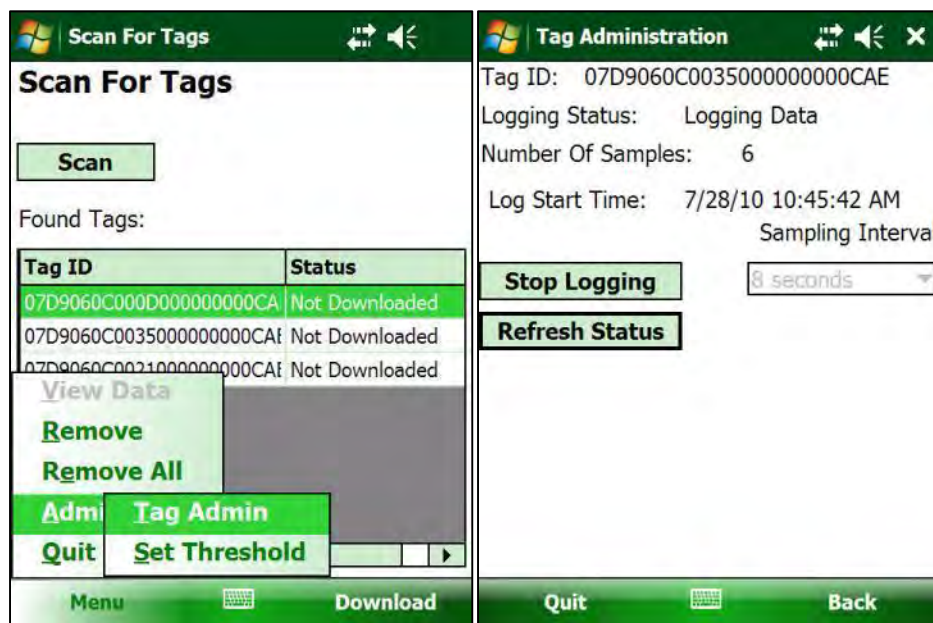 Scan For Tags
Scan For Tags
Scan
Found Tags:
Tag ID Status
07D9060C000D000000000CA Not Downloaded
07D9060C0035000000000CAE Not Downloaded
07D9060C0021000000000CAE Not Downloaded
View Data
Remove
Remove All
Admi Tag Admin
Quit Set Threshold
Menu Download
Tag Administration
Tag ID: 07D9060C0035000000000CAE
Logging Status: Logging Data
Number Of Samples: 6
Log Start Time: 7/28/10 10:45:42 AM
Sampling Interval
Stop Logging 8 seconds
Refresh Status
Quit Back